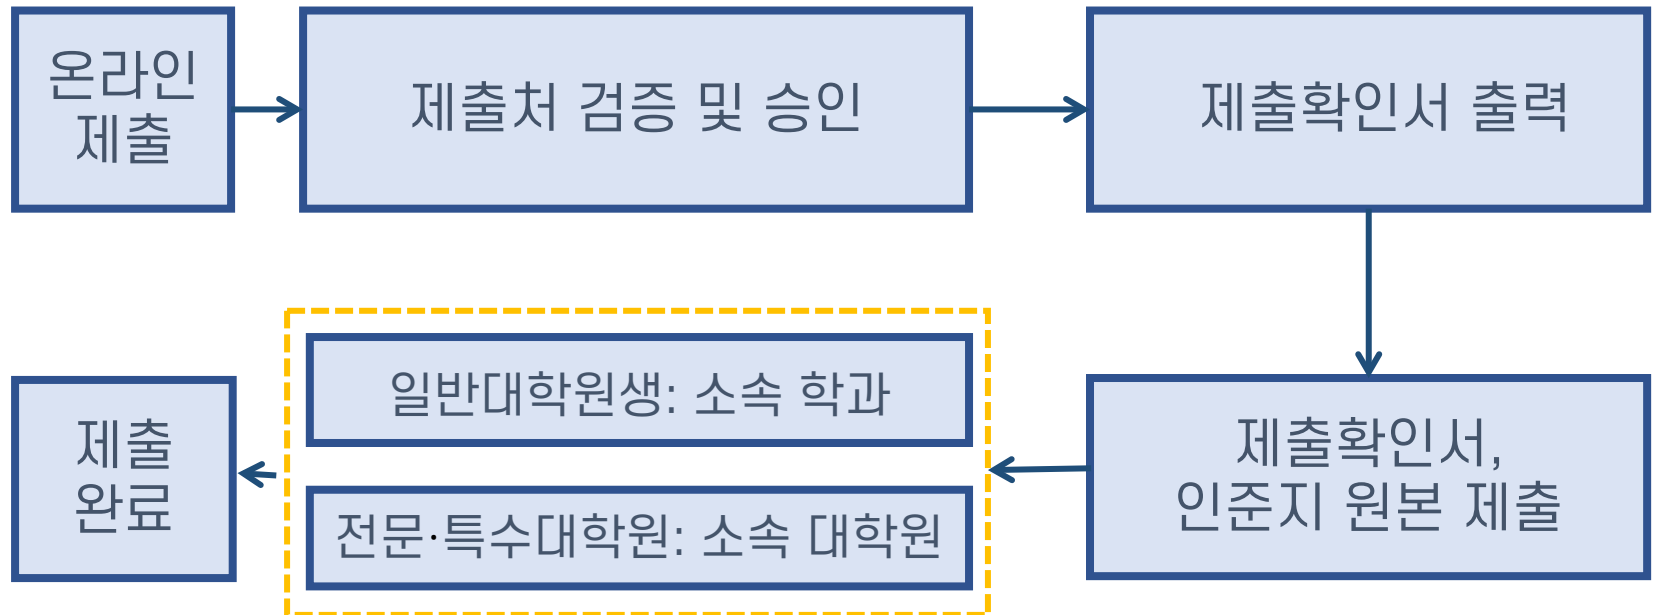 온라인
제출
제출처 검증 및 승인
제출확인서 출력
제출확인서,
인준지 원본 제출
일반대학원생: 소속 학과
전문·특수대학원: 소속 대학원
제출
완료